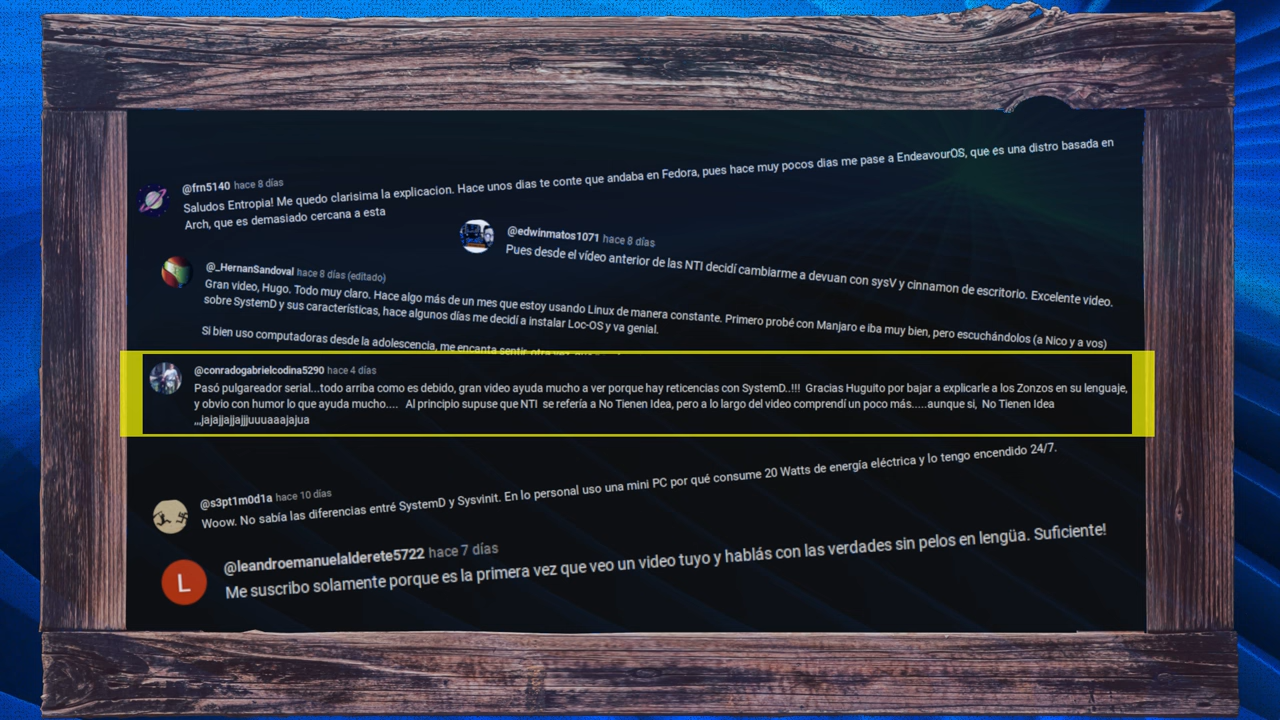 @frn5140 hace 8 días
Saludos Entropia! Me quedo clarisima la explicacion. Hace unos dias te conte que andaba en Fedora, pues hace muy pocos dias me pase a EndeavourOS, que es una distro basada en
Arch, que es demasiado cercana a esta
@edwinmatos1071 hace 8 días
Pues desde el vídeo anterior de las NTI decidí cambiarme a devuan con sysV y cinnamon de escritorio. Excelente video.
@_HernanSandoval hace 8 días (editado)
Gran video, Hugo. Todo muy claro. Hace algo más de un mes que estoy usando Linux de manera constante. Primero probé con Manjaro e iba muy bien, pero escuchándolos (a Nico y a vos)
sobre SystemD y sus características, hace algunos días me decidí a instalar Loc-OS y va genial.
Si bien uso computadoras desde la adolescencia, me encanta sentir otra vez
@conradogabrielcodina5290 hace 4 días
Pasó pulgareador serial...todo arriba como es debido, gran video ayuda mucho a ver porque hay reticencias con SystemD..!!! Gracias Huguito por bajar a explicarle a los Zonzos en su lenguaje,
y obvio con humor lo que ayuda mucho.... Al principio supuse que NTI se refería a No Tienen Idea, pero a lo largo del video comprendí un poco más.....aunque si, No Tienen Idea
,,,jajajjajjajjjuuuaaajajua
@s3pt1m0d1a hace 10 días
Woow. No sabía las diferencias entré SystemD y Sysvinit. En lo personal uso una mini PC por qué consume 20 Watts de energía eléctrica y lo tengo encendido 24/7.
L
@leandroemanuelalderete5722 hace 7 días
Me suscribo solamente porque es la primera vez que veo un video tuyo y hablás con las verdades sin pelos en lengüa. Suficiente!